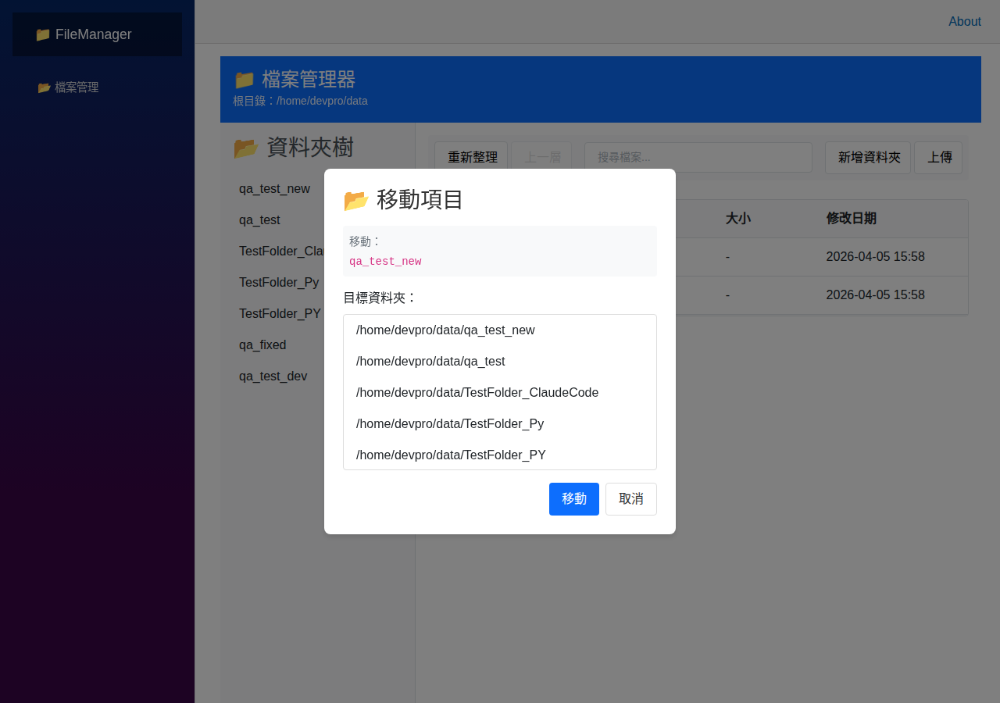 FileManager
檔案管理
About
檔案管理器
根目錄：/home/devpro/data
資料夾樹
qa_test_new
qa_test
TestFolder_Cla
TestFolder_Py
TestFolder_PY
qa_fixed
qa_test_dev
重新整理
上一層
搜尋檔案...
新增資料夾
上傳
大小
修改日期
-
2026-04-05 15:58
-
2026-04-05 15:58
移動項目
移動：
qa_test_new
目標資料夾：
/home/devpro/data/qa_test_new
/home/devpro/data/qa_test
/home/devpro/data/TestFolder_ClaudeCode
/home/devpro/data/TestFolder_Py
/home/devpro/data/TestFolder_PY
移動
取消